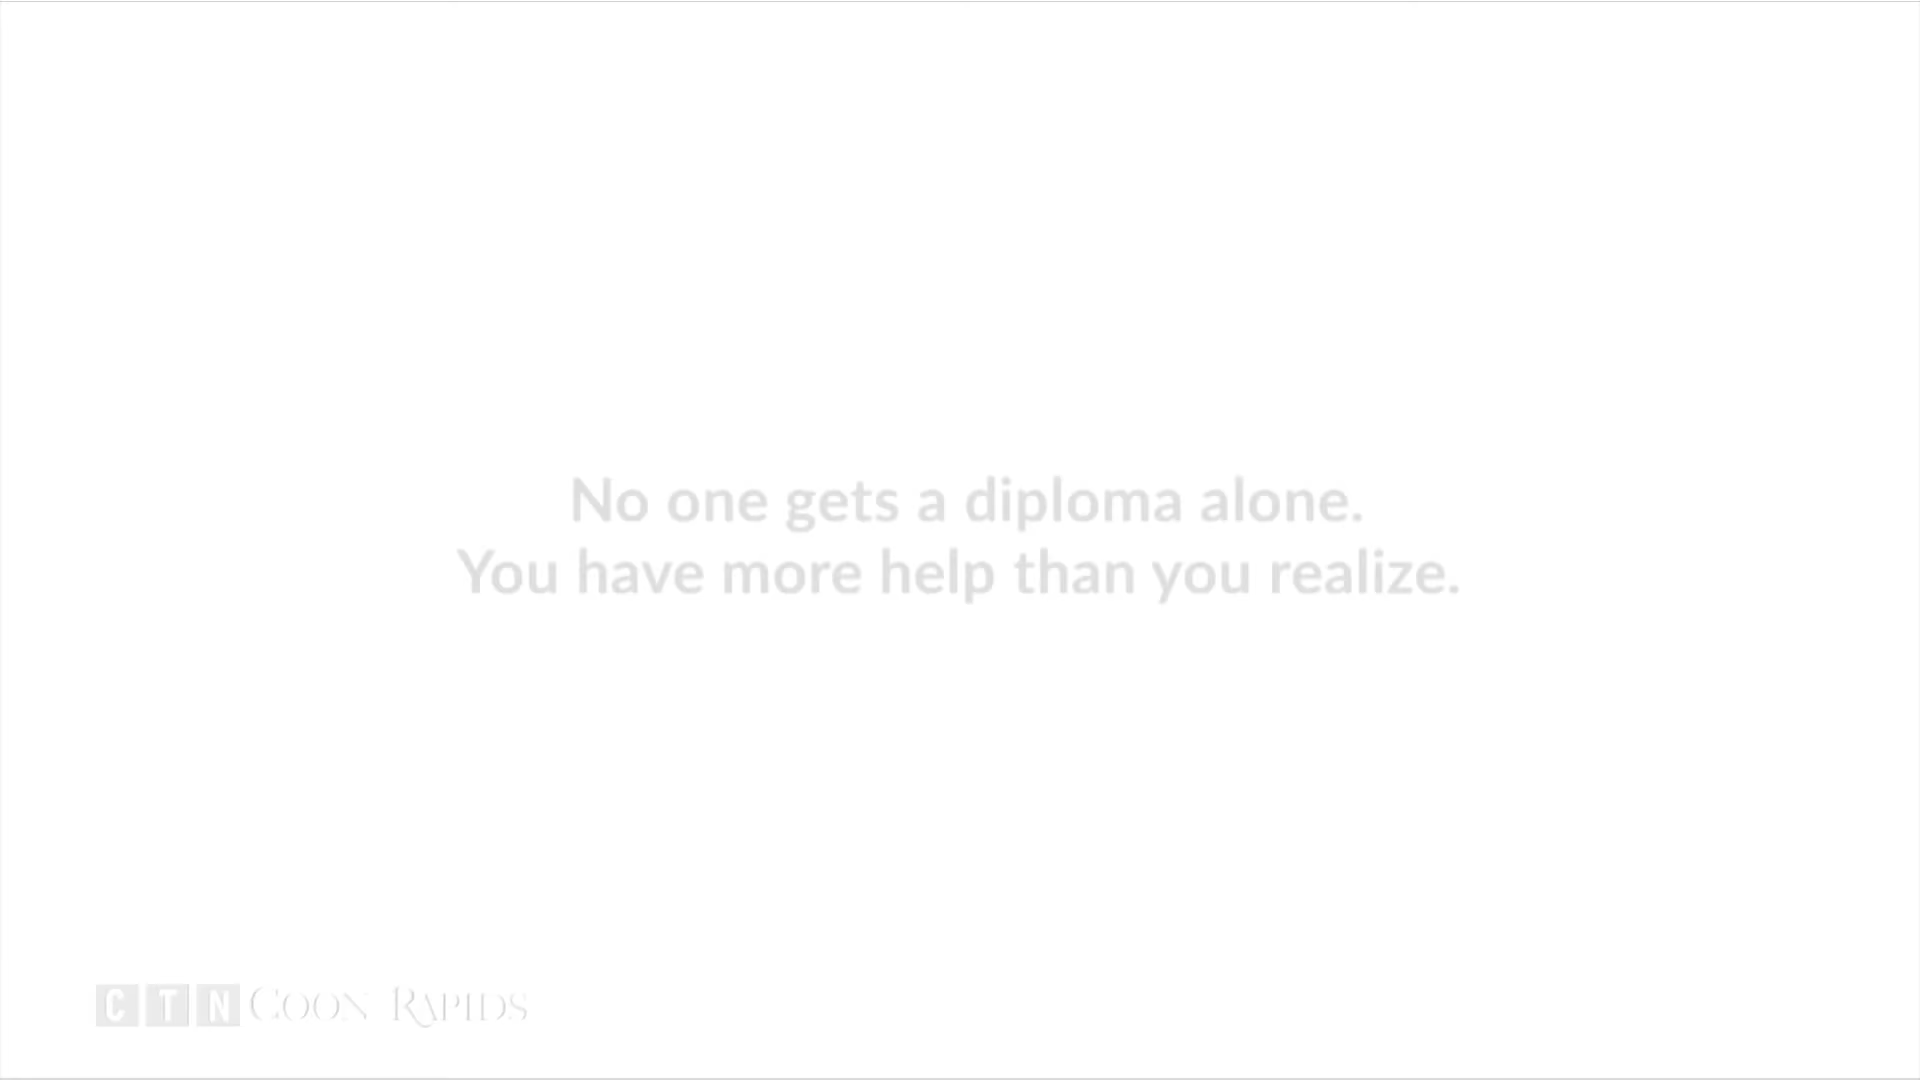 No one gets a diploma alone.
You have more help than you realize.
CTN COON RAPIDS